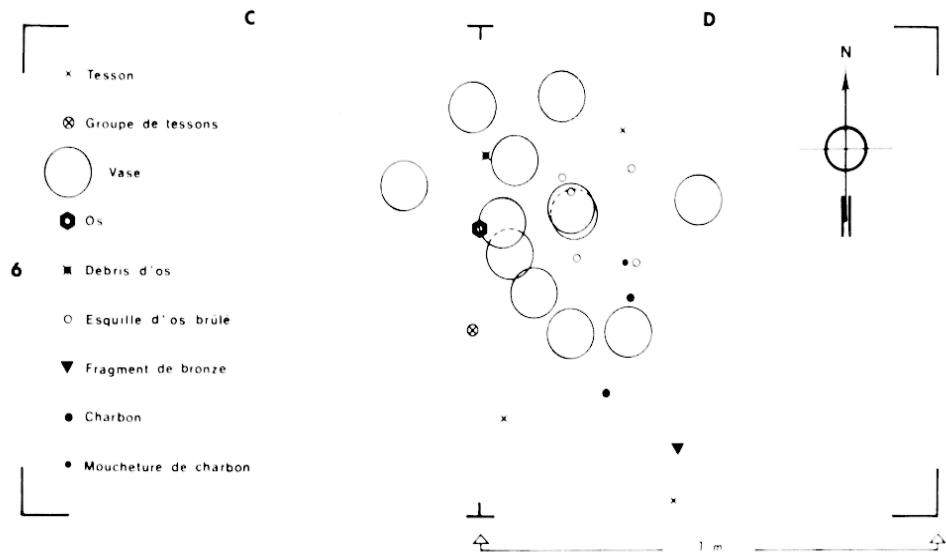 C
D
N
Tesson
Groupe de tessons
Vase
Os
6
Debris d'os
Esquille d'os brûlé
Fragment de bronze
Charbon
Moucheture de charbon
1 m